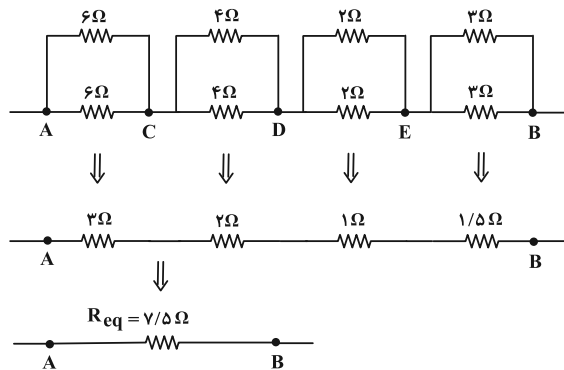 ۶Ω ۴Ω ۲Ω ۳Ω
۶Ω ۴Ω ۲Ω ۳Ω
A C D E B
۳Ω ۲Ω ۱Ω ۱/۵Ω
A B
Req = ۷/۵Ω
A B